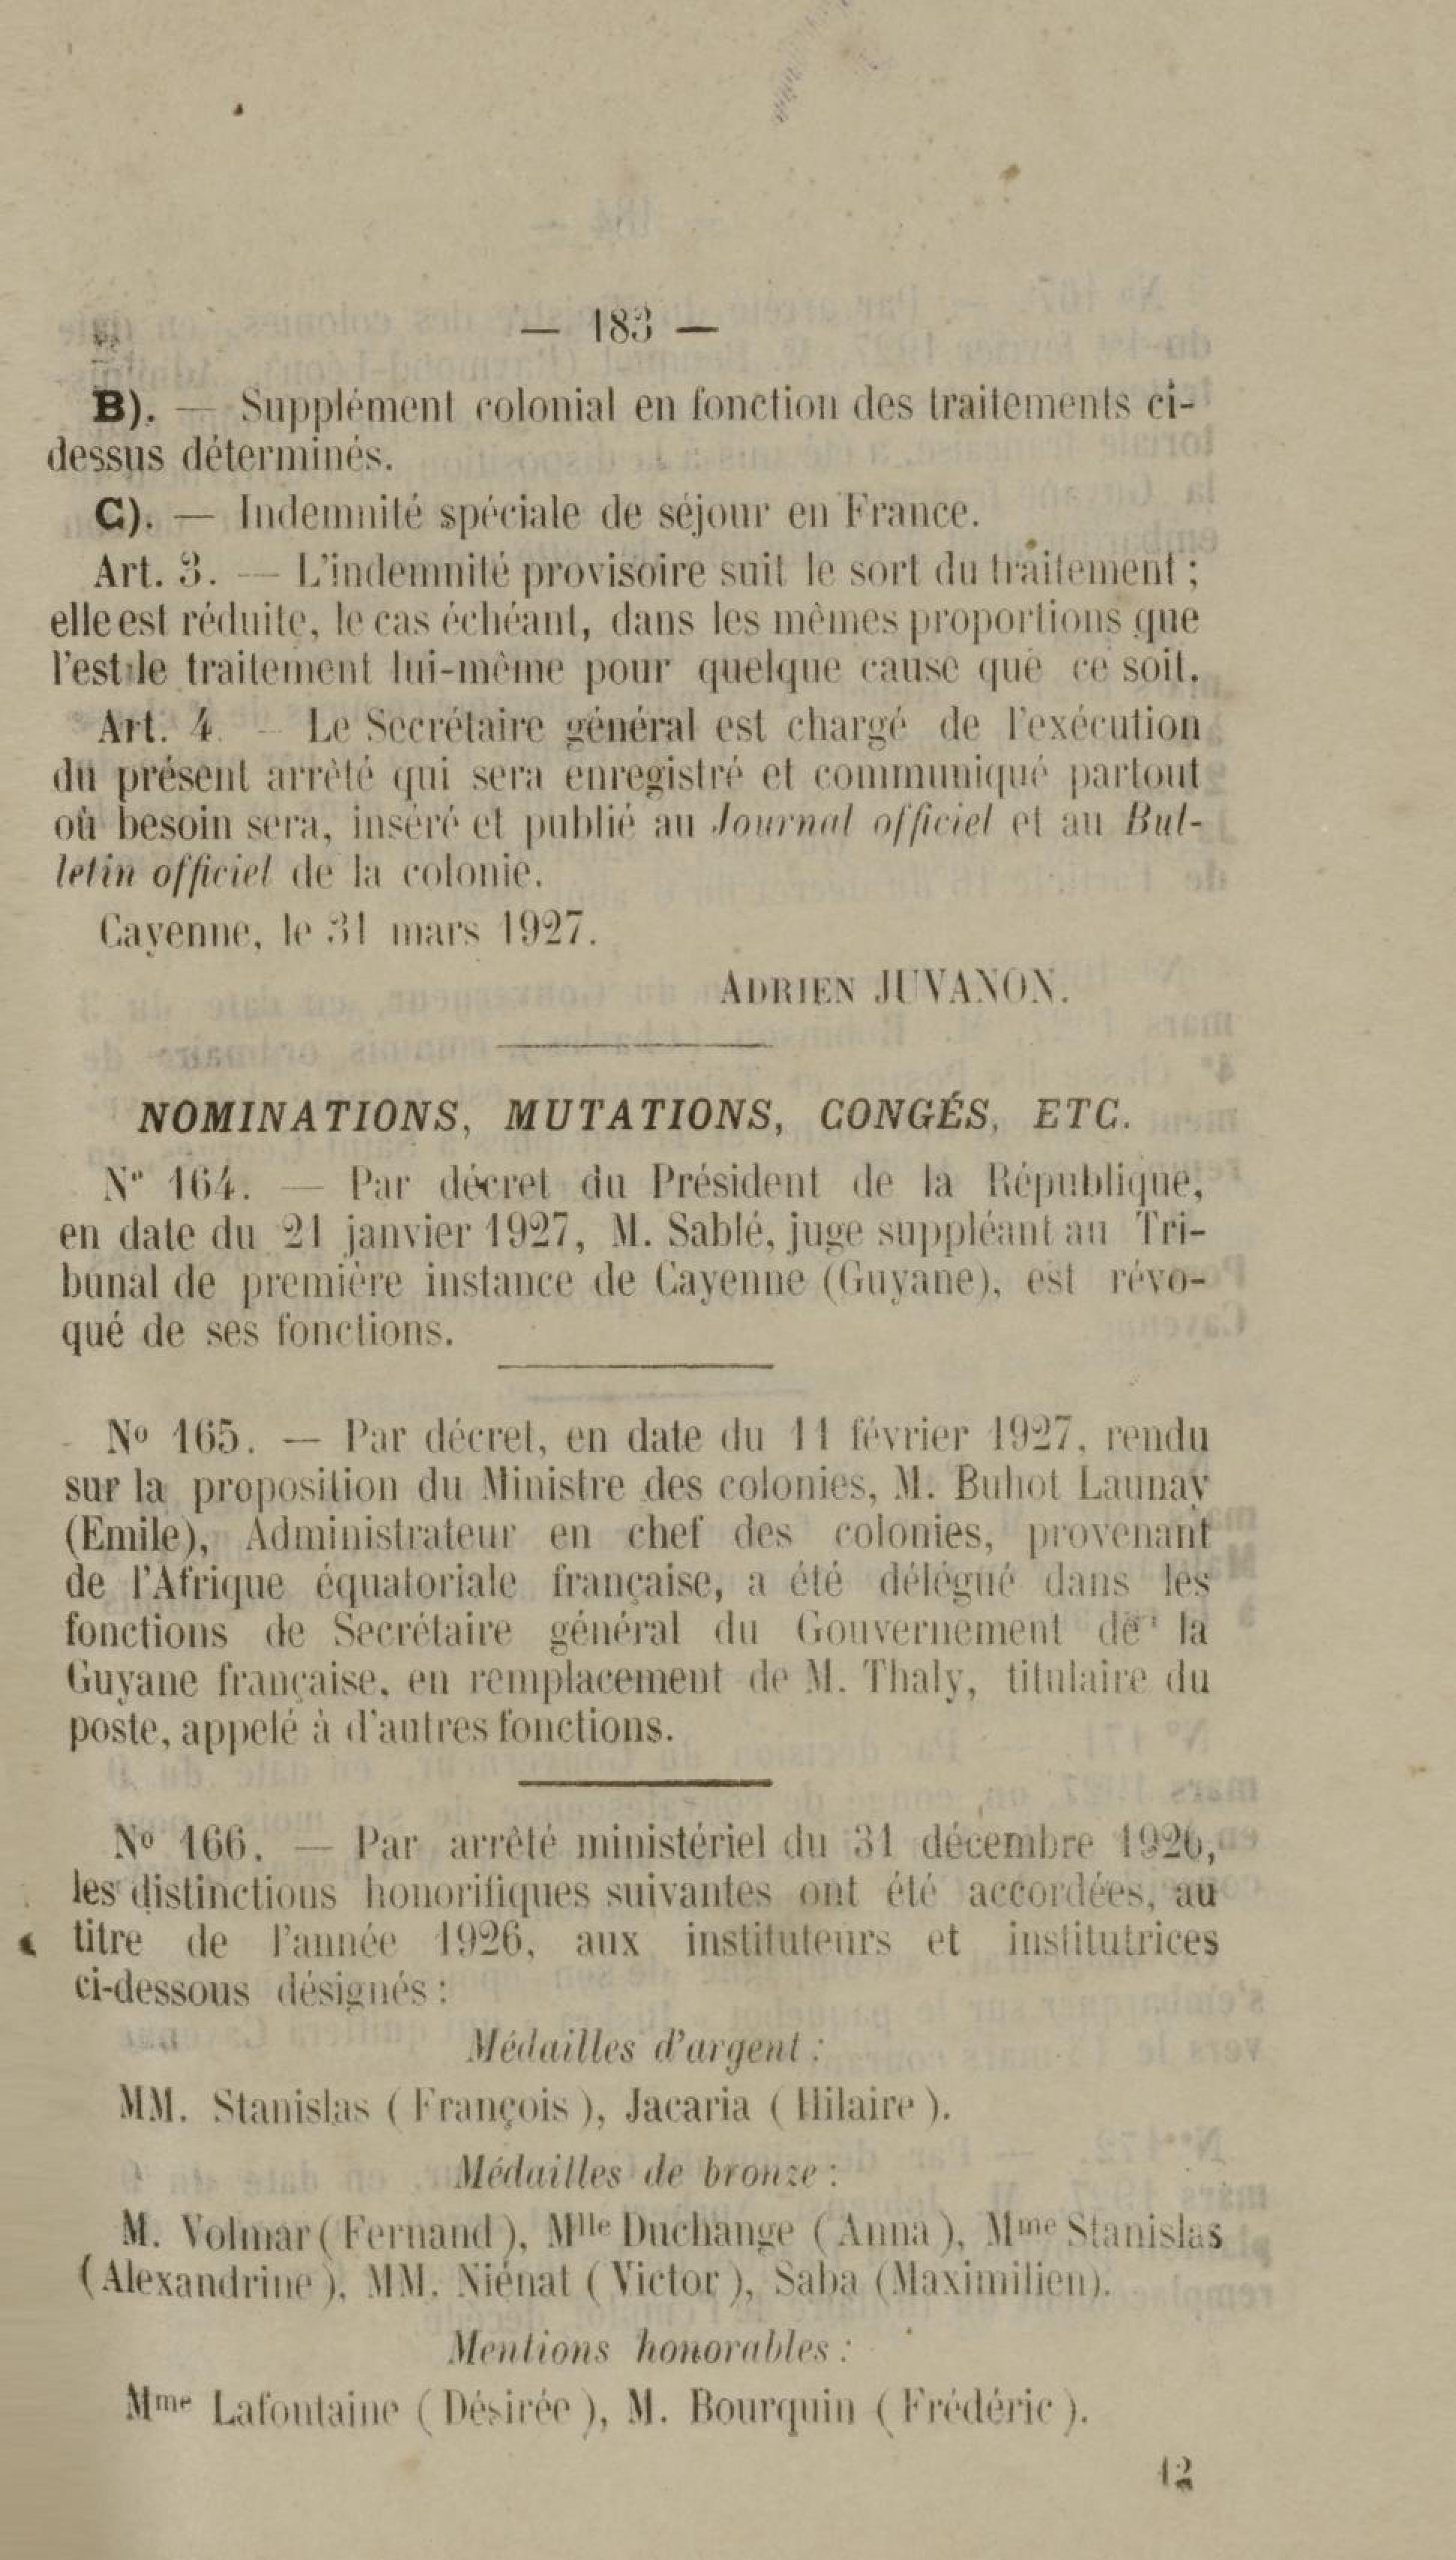 — 183 —
B). — Supplément colonial en fonction des traitements ci-
dessus déterminés.
C). — Indemnité spéciale de séjour en France.
Art. 3. — L'indemnité provisoire suit le sort du traitement ;
elle est réduite, le cas échéant, dans les mêmes proportions que
l'est le traitement lui-même pour quelque cause que ce soit.
Art. 4. — Le Secrétaire général est chargé de l'exécution
du présent arrêté qui sera enregistré et communiqué partout
où besoin sera, inséré et publié au Journal officiel et au Bul-
letin officiel de la colonie.
Cayenne, le 31 mars 1927.
ADRIEN JUVANON.
NOMINATIONS, MUTATIONS, CONGÉS, ETC.
N° 164. — Par décret du Président de la République,
en date du 21 janvier 1927, M. Sablé, juge suppléant au Tri-
bunal de première instance de Cayenne (Guyane), est révo-
qué de ses fonctions.
N° 165. — Par décret, en date du 11 février 1927, rendu
sur la proposition du Ministre des colonies, M. Buhot Launay
(Emile), Administrateur en chef des colonies, provenant
de l'Afrique équatoriale française, a été délégué dans les
fonctions de Secrétaire général du Gouvernement de la
Guyane française, en remplacement de M. Thaly, titulaire du
poste, appelé à d'autres fonctions.
N° 166. — Par arrêté ministériel du 31 décembre 1926,
les distinctions honorifiques suivantes ont été accordées, au
titre de l'année 1926, aux instituteurs et institutrices
ci-dessous désignés :
Médailles d'argent :
MM. Stanislas ( François ), Jacaria ( Hilaire ).
Médailles de bronze :
M. Volmar ( Fernand ), Mlle Duchange ( Anna ), Mme Stanislas
(Alexandrine ), MM. Niénat ( Victor ), Saba (Maximilien).
Mentions honorables :
Mme Lafontaine ( Désirée ), M. Bourquin ( Frédéric ).
12